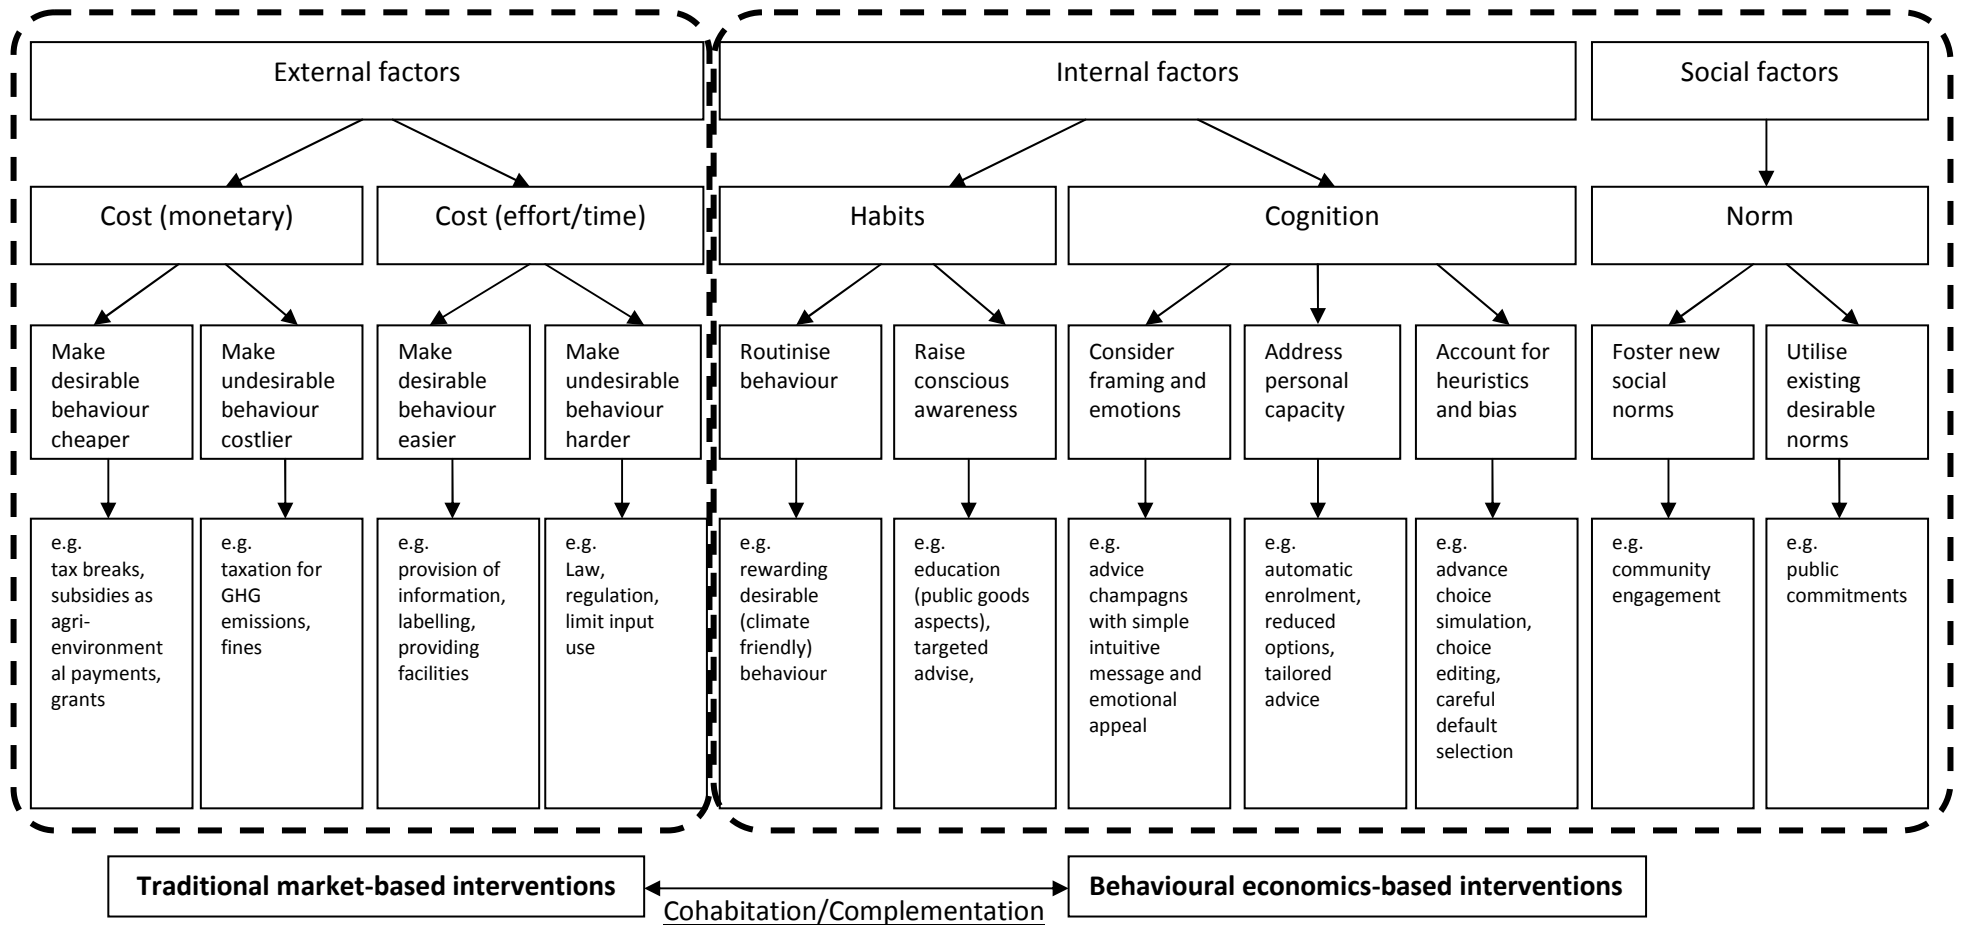 External factors
Internal factors
Social factors
Cost (monetary)
Cost (effort/time)
Habits
Cognition
Norm
Make
desirable
behaviour
cheaper
Make
undesirable
behaviour
costlier
Make
desirable
behaviour
easier
Make
undesirable
behaviour
harder
Routinise
behaviour
Raise
conscious
awareness
Consider
framing and
emotions
Address
personal
capacity
Account for
heuristics
and bias
Foster new
social
norms
Utilise
existing
desirable
norms
e.g.
tax breaks,
subsidies as
agri-
environment
al payments,
grants
e.g.
taxation for
GHG
emissions,
fines
e.g.
provision of
information,
labelling,
providing
facilities
e.g.
Law,
regulation,
limit input
use
e.g.
rewarding
desirable
(climate
friendly)
behaviour
e.g.
education
(public goods
aspects),
targeted
advise,
e.g.
advice
champagns
with simple
intuitive
message and
emotional
appeal
e.g.
automatic
enrolment,
reduced
options,
tailored
advice
e.g.
advance
choice
simulation,
choice
editing,
careful
default
selection
e.g.
community
engagement
e.g.
public
commitments
Traditional market-based interventions
Cohabitation/Complementation
Behavioural economics-based interventions